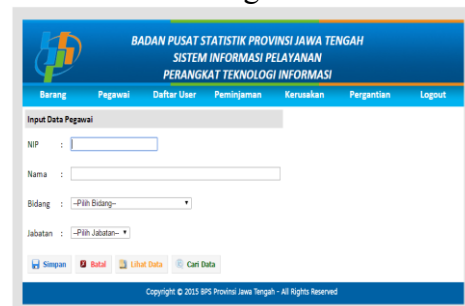 BADAN PUSAT STATISTIK PROVINSI JAWA TENGAH
SISTEM INFORMASI PELAYANAN
PERANGKAT TEKNOLOGI INFORMASI
Barang Pegawai Daftar User Peminjaman Kerusakan Pergantian Logout
Input Data Pegawai
NIP :
Nama :
Bidang : --Pilih Bidang--
Jabatan : --Pilih Jabatan--
Simpan Batal Lihat Data Cari Data
Copyright © 2015 BPS Provinsi Jawa Tengah - All Rights Reserved